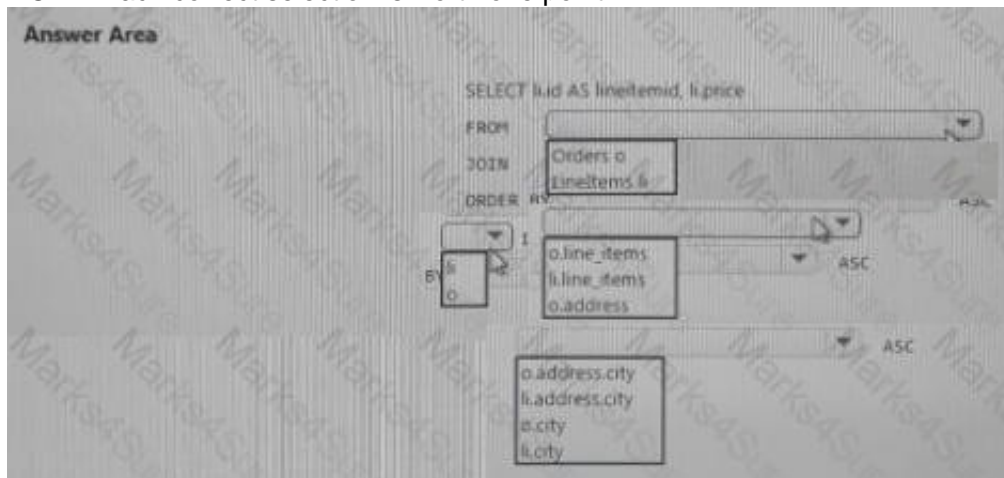 Answer Area
SELECT li.id AS lineitemid, li.price
FROM
JOIN
Orders o
LineItems li
ORDER BY
ASC
li
o
o.line_items
li.line_items
o.address
ASC
BY
ASC
o.address.city
li.address.city
o.city
li.city
Marks4Sure